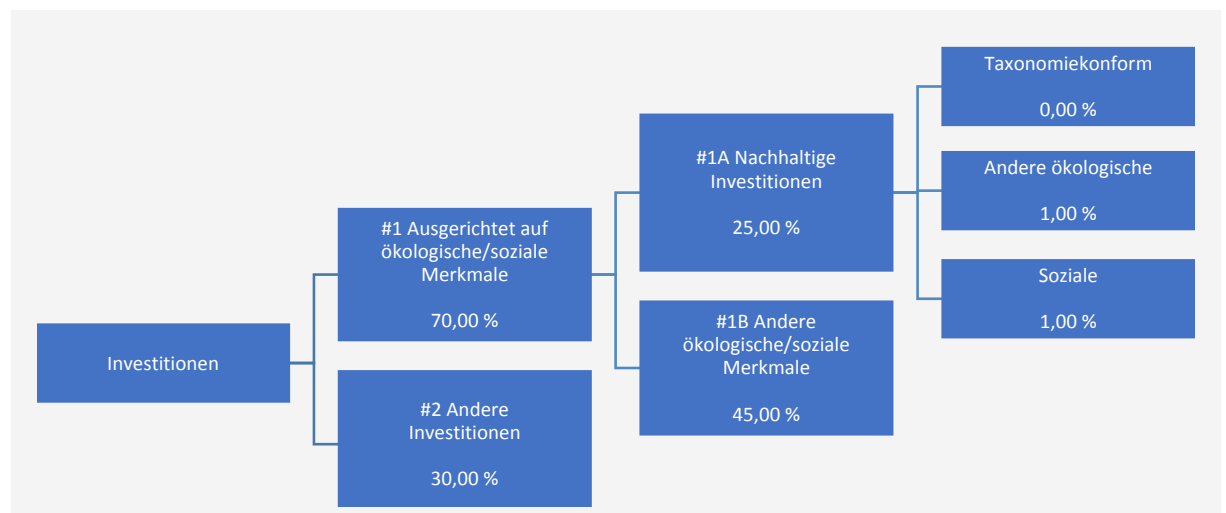 Investitionen
#1 Ausgerichtet auf
ökologische/soziale
Merkmale
70,00 %
#2 Andere
Investitionen
30,00 %
#1A Nachhaltige
Investitionen
25,00 %
#1B Andere
ökologische/soziale
Merkmale
45,00 %
Taxonomiekonform
0,00 %
Andere ökologische
1,00 %
Soziale
1,00 %